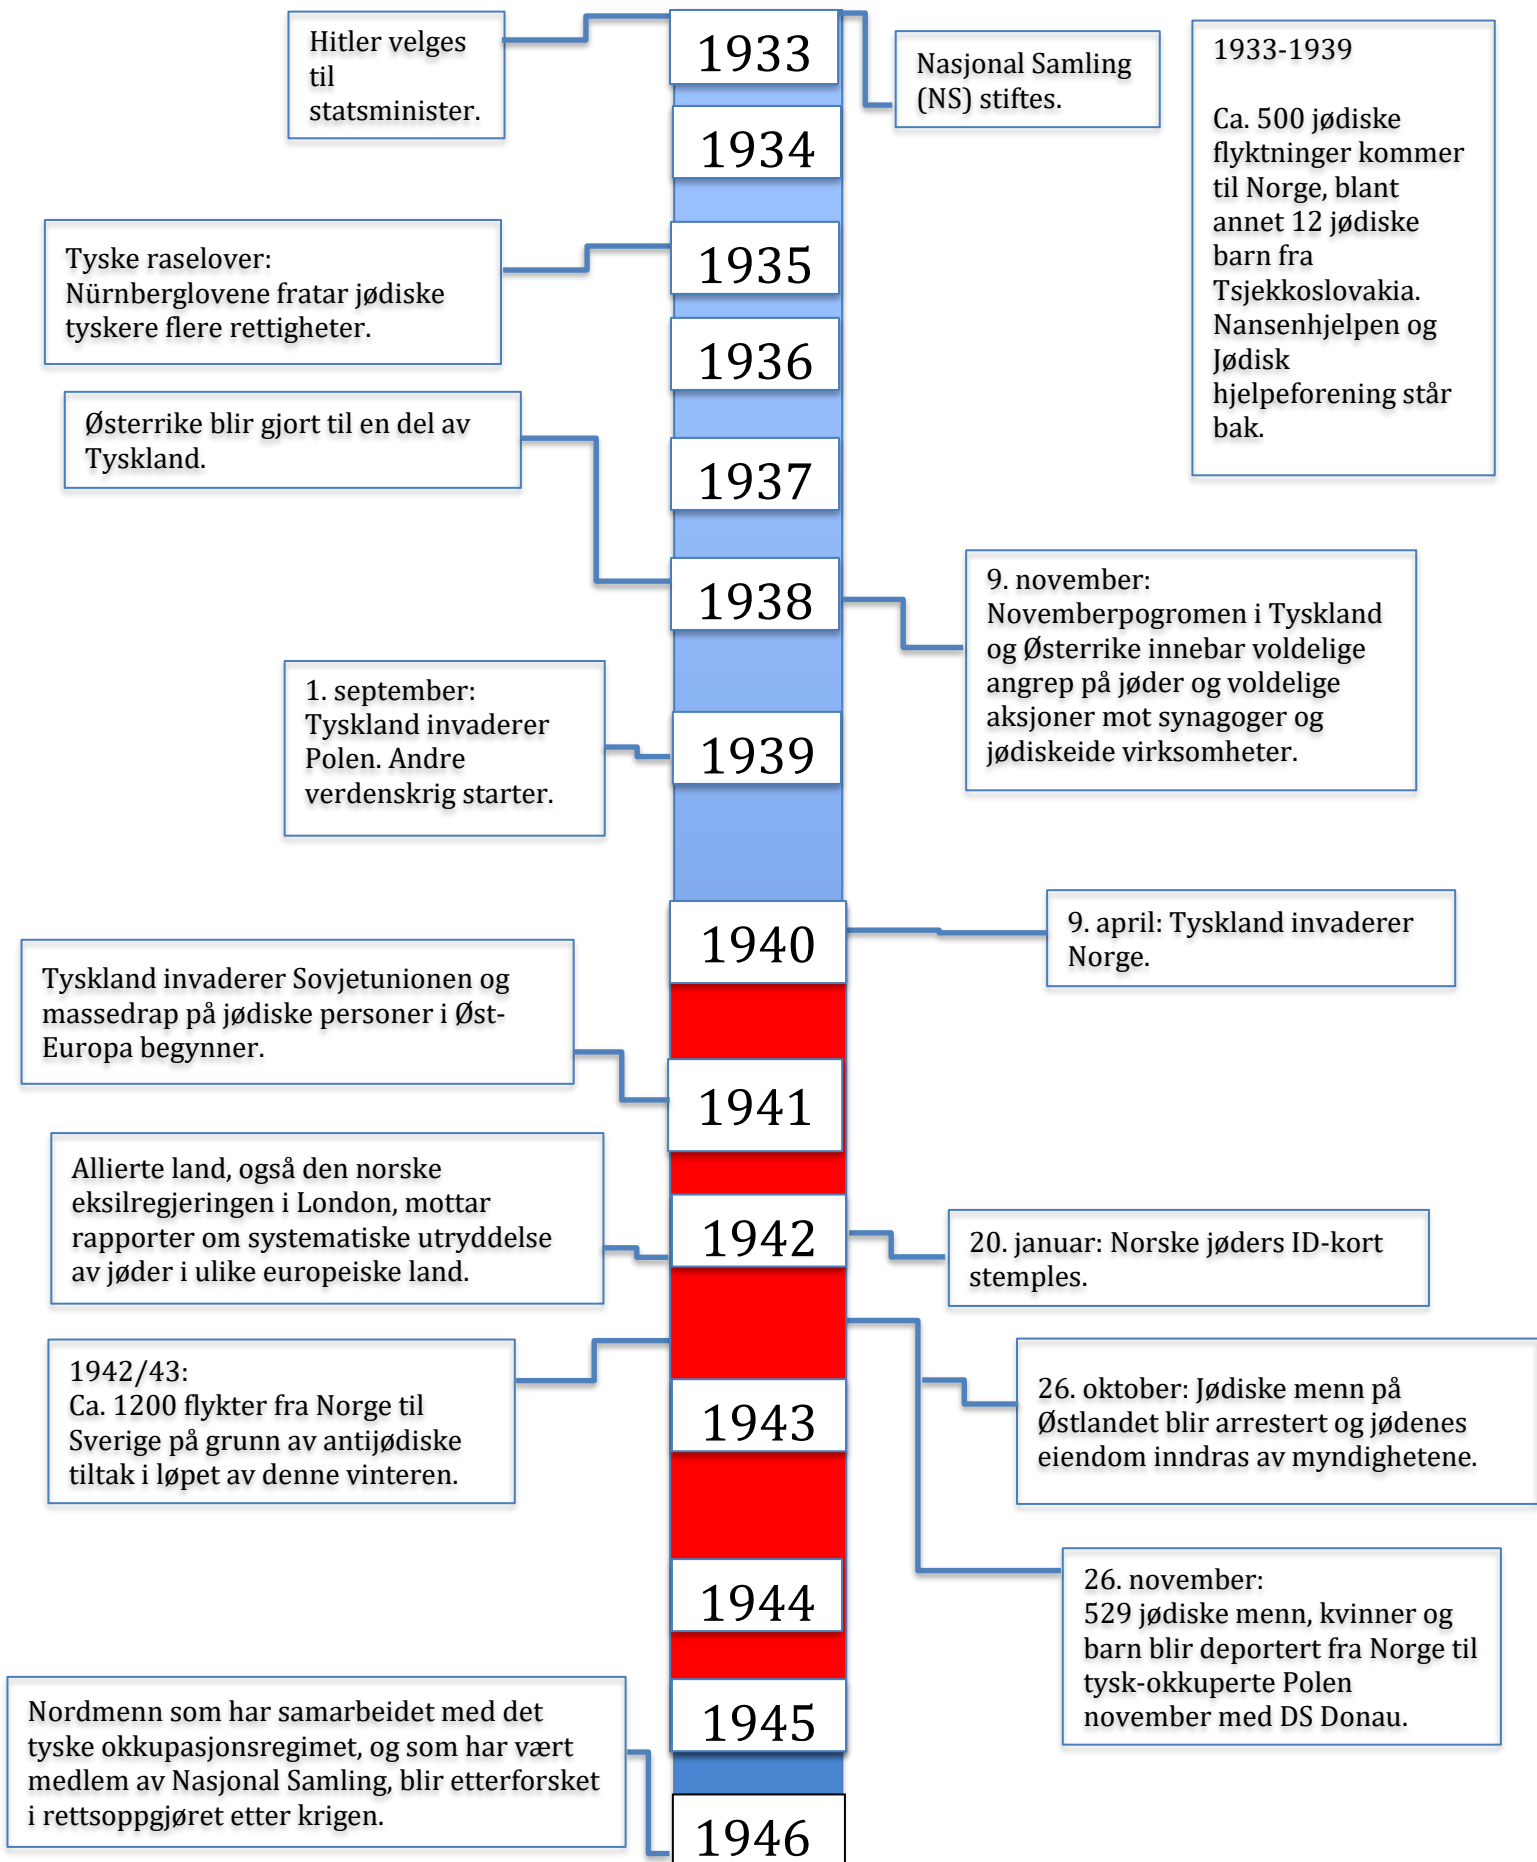 Hitler velges
til
statsminister.
1933
Nasjonal Samling
(NS) stiftes.
1933-1939
Ca. 500 jødiske
flyktninger kommer
til Norge, blant
annet 12 jødiske
barn fra
Tsjekkoslovakia.
Nansenhjelpen og
Jødisk
hjelpeforening står
bak.
1934
Tyske raselover:
Nürnberglovene fratar jødiske
tyskere flere rettigheter.
1935
1936
Østerrike blir gjort til en del av
Tyskland.
1937
1938
9. november:
Novemberpogromen i Tyskland
og Østerrike innebar voldelige
angrep på jøder og voldelige
aksjoner mot synagoger og
jødiskeide virksomheter.
1. september:
Tyskland invaderer
Polen. Andre
verdenskrig starter.
1939
1940
9. april: Tyskland invaderer
Norge.
Tyskland invaderer Sovjetunionen og
massedrap på jødiske personer i Øst-
Europa begynner.
1941
Allierte land, også den norske
eksilregjeringen i London, mottar
rapporter om systematiske utryddelse
av jøder i ulike europeiske land.
1942
20. januar: Norske jøders ID-kort
stemples.
1942/43:
Ca. 1200 flykter fra Norge til
Sverige på grunn av antijødiske
tiltak i løpet av denne vinteren.
1943
26. oktober: Jødiske menn på
Østlandet blir arrestert og jødenes
eiendom inndras av myndighetene.
1944
26. november:
529 jødiske menn, kvinner og
barn blir deportert fra Norge til
tysk-okkuperte Polen
november med DS Donau.
1945
Nordmenn som har samarbeidet med det
tyske okkupasjonsregimet, og som har vært
medlem av Nasjonal Samling, blir etterforsket
i rettsoppgjøret etter krigen.
1946